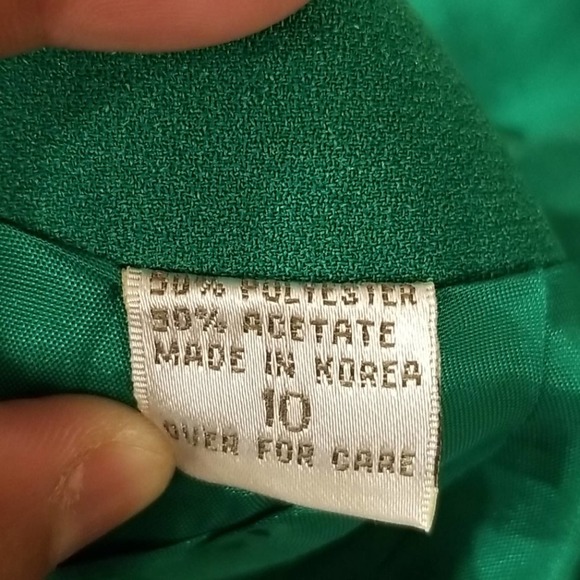 50% POLYESTER
50% ACETATE
MADE IN KOREA
10
OVER FOR CARE